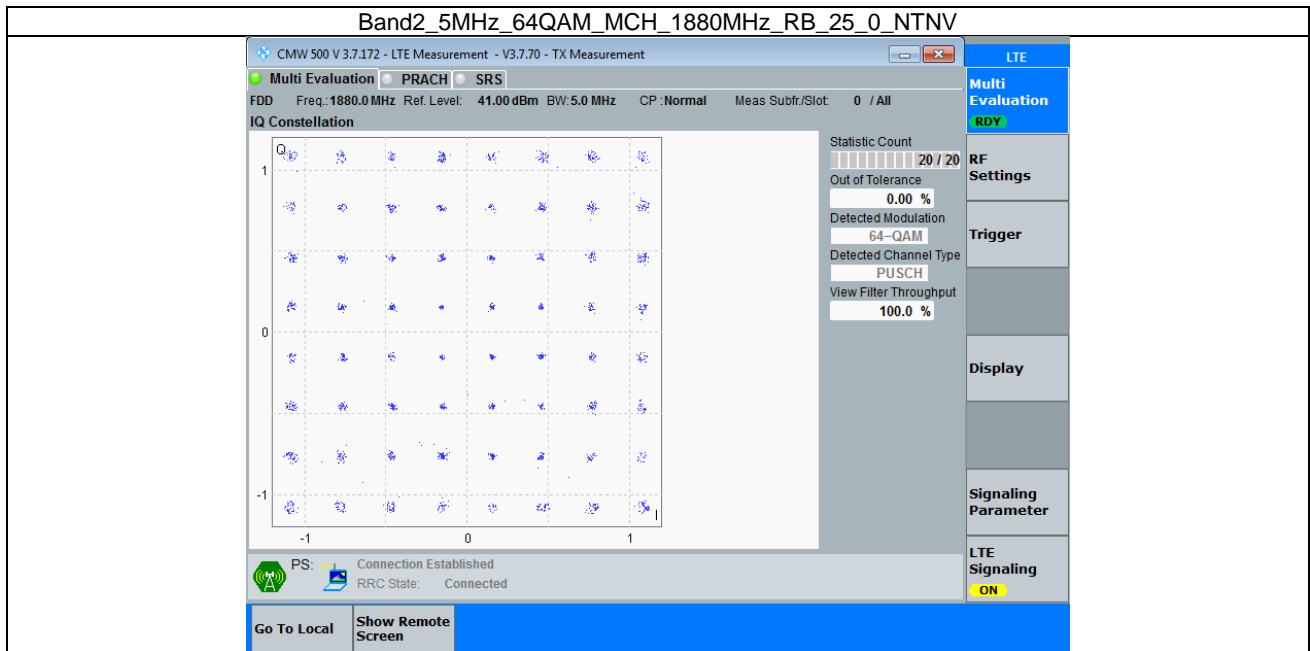 Band2_5MHz_64QAM_MCH_1880MHz_RB_25_0_NTNV
CMW 500 V 3.7.172 - LTE Measurement - V3.7.70 - TX Measurement
LTE
Multi Evaluation PRACH SRS
Multi
Evaluation
RDY
FDD Freq.:1880.0 MHz Ref. Level: 41.00 dBm BW:5.0 MHz CP :Normal Meas Subfr./Slot: 0 / All
IQ Constellation
Q
1
0
-1
-1 0 1
I
Statistic Count
20 / 20
Out of Tolerance
0.00 %
Detected Modulation
64-QAM
Detected Channel Type
PUSCH
View Filter Throughput
100.0 %
RF
Settings
Trigger
Display
Signaling
Parameter
LTE
Signaling
ON
PS: Connection Established
RRC State: Connected
Go To Local
Show Remote
Screen